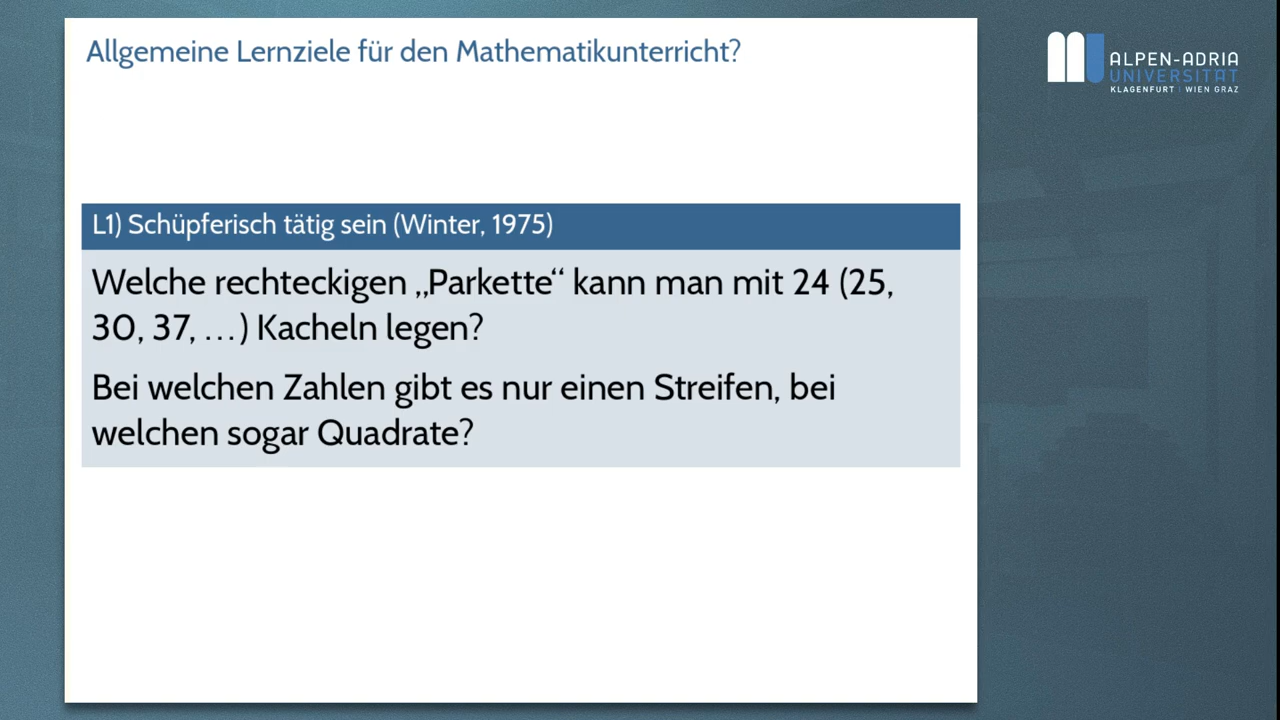 Allgemeine Lernziele für den Mathematikunterricht?
ALPEN-ADRIA
UNIVERSITÄT
KLAGENFURT | WIEN GRAZ
L1) Schüpferisch tätig sein (Winter, 1975)
Welche rechteckigen „Parkette“ kann man mit 24 (25,
30, 37, …) Kacheln legen?
Bei welchen Zahlen gibt es nur einen Streifen, bei
welchen sogar Quadrate?